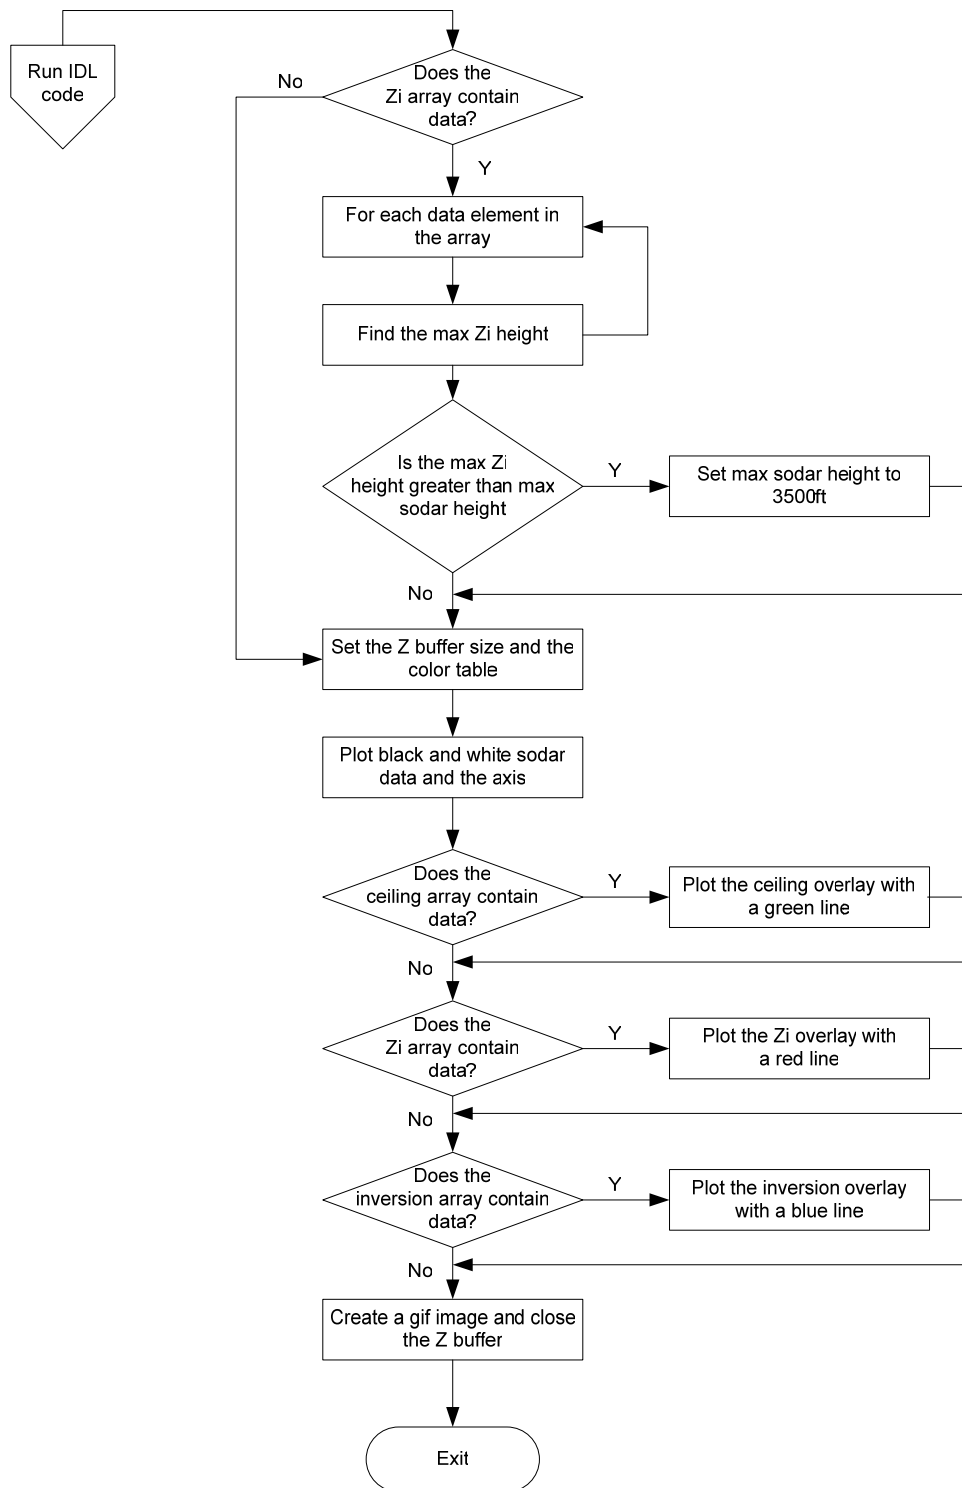 Run IDL
code
Does the
Zi array contain
data?
No
Y
For each data element in
the array
Find the max Zi height
Is the max Zi
height greater than max
sodar height
Y
Set max sodar height to
3500ft
No
Set the Z buffer size and the
color table
Plot black and white sodar
data and the axis
Does the
ceiling array contain
data?
Y
Plot the ceiling overlay with
a green line
No
Does the
Zi array contain
data?
Y
Plot the Zi overlay with
a red line
No
Does the
inversion array contain
data?
Y
Plot the inversion overlay
with a blue line
No
Create a gif image and close
the Z buffer
Exit